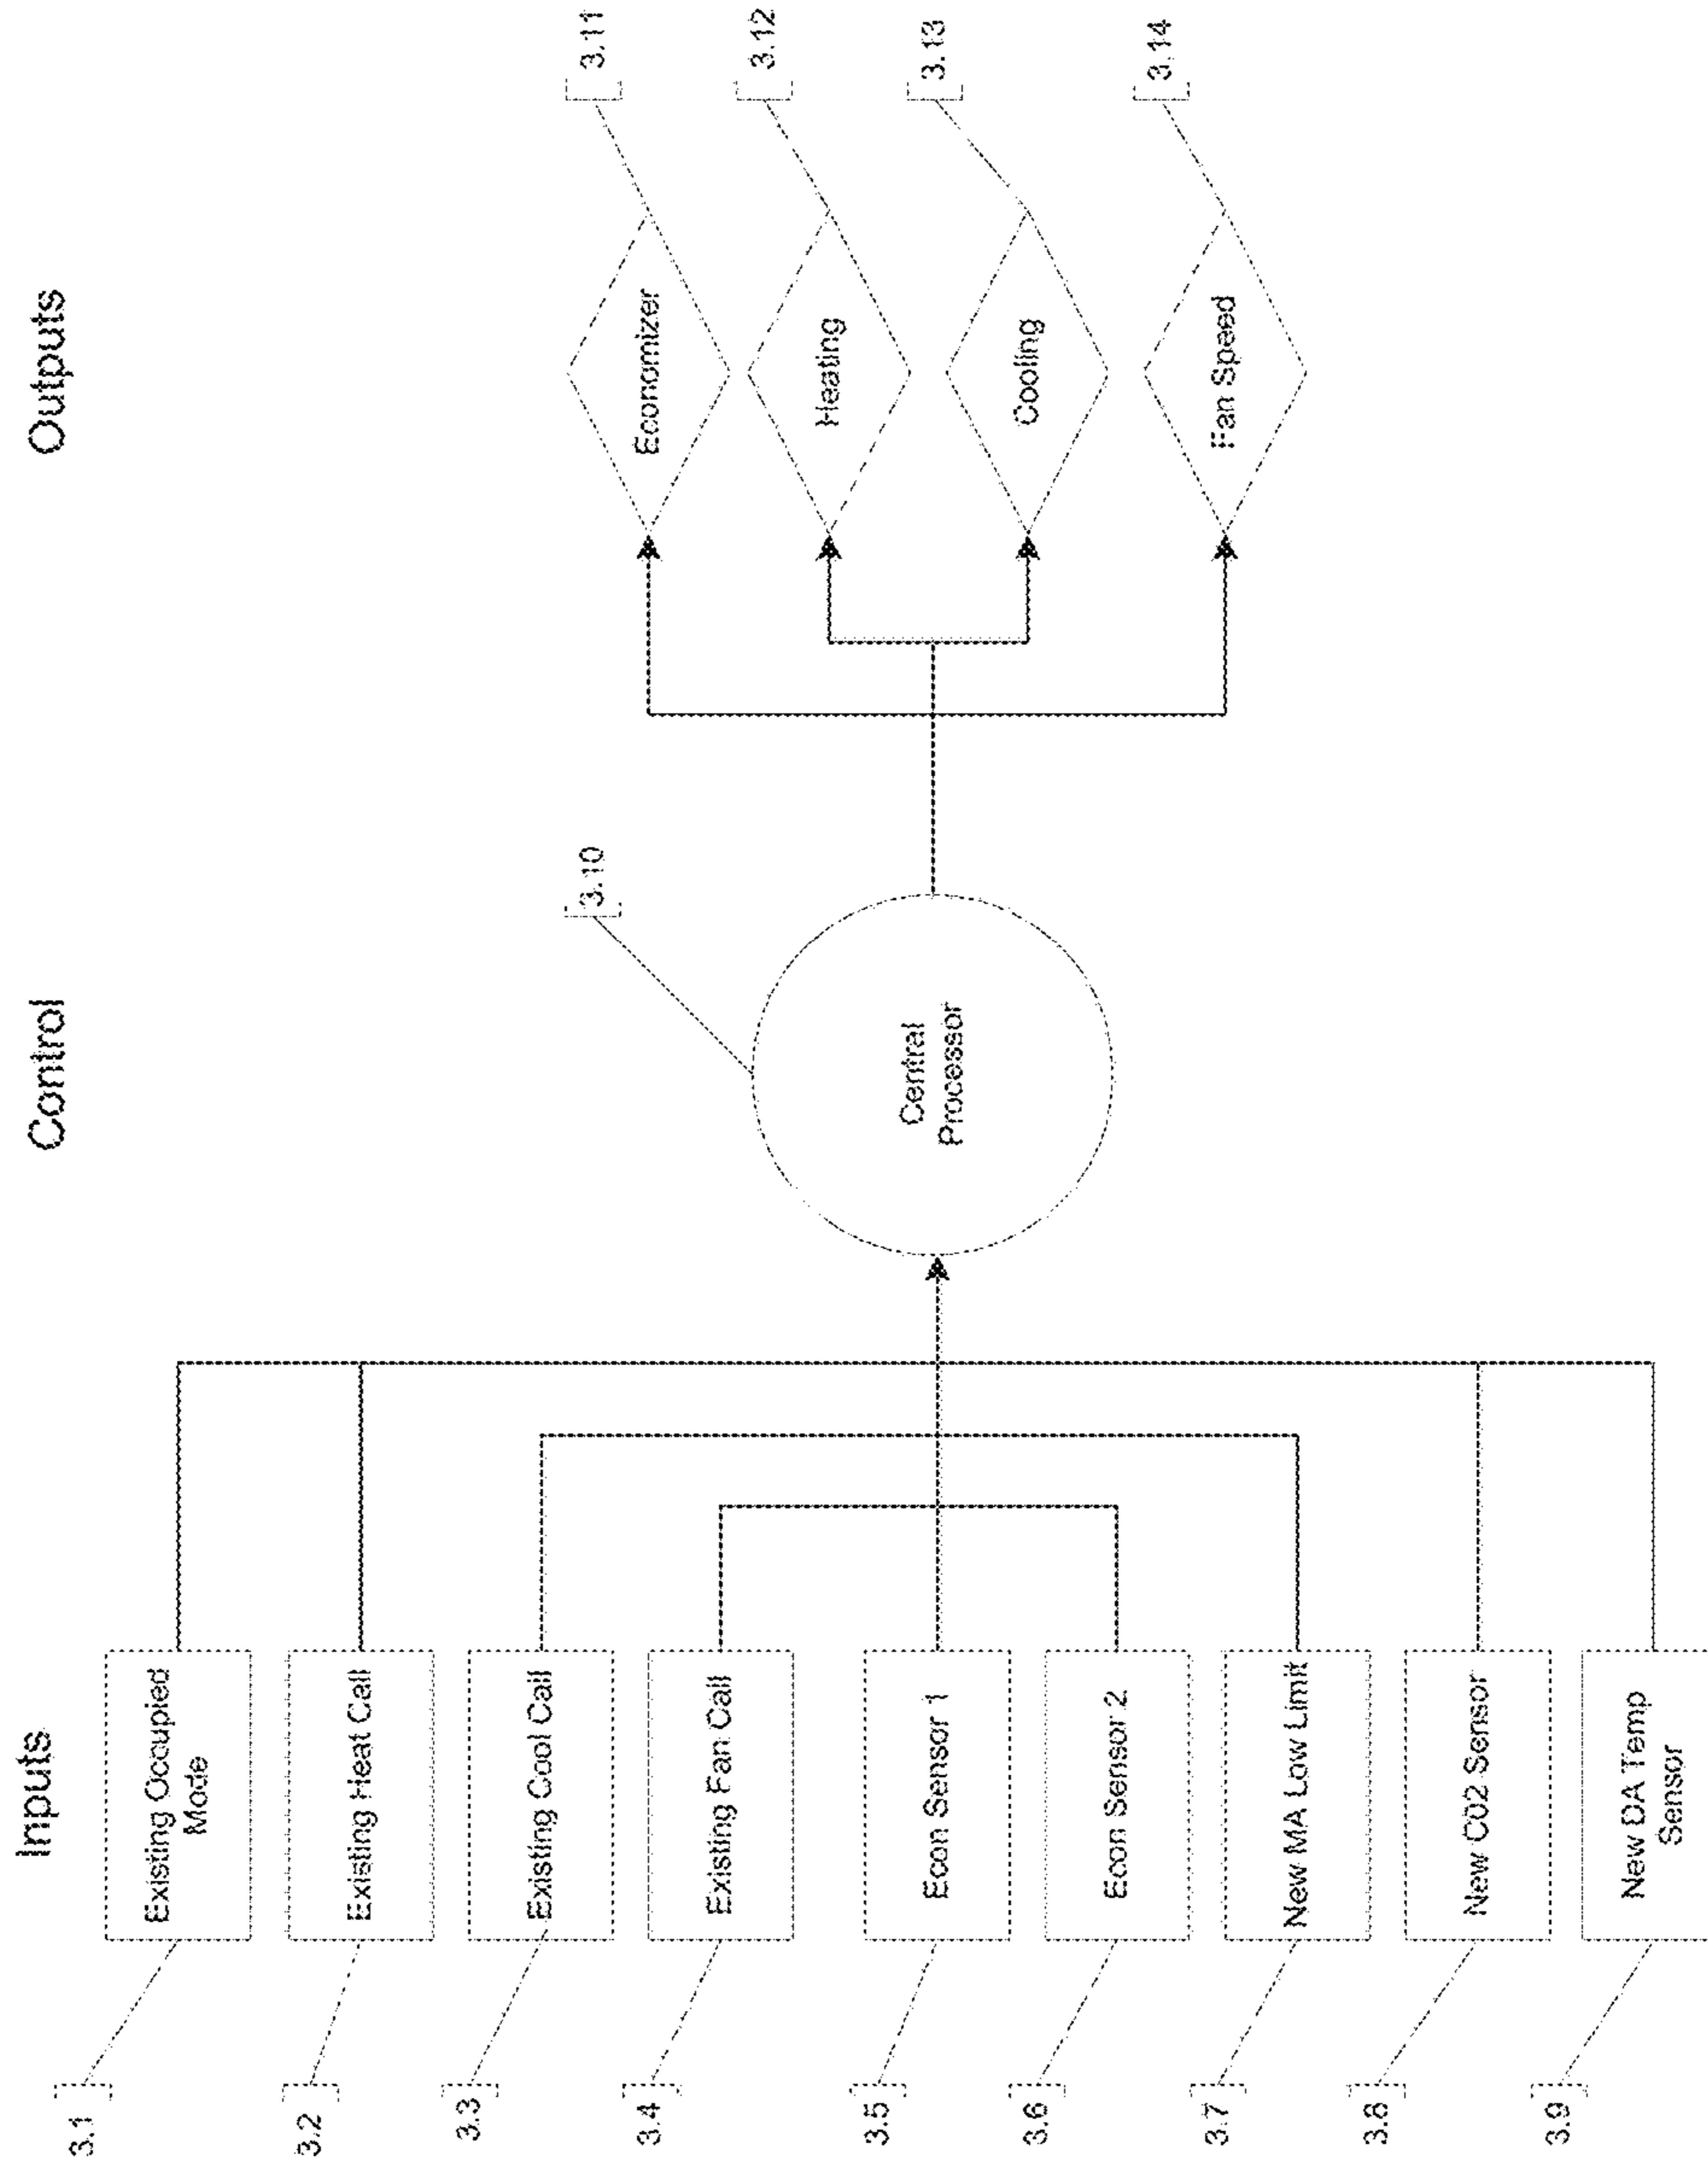 Inputs
Control
Outputs
3.1
Existing Occupied
Mode
3.2
Existing Heat Call
3.3
Existing Cool Call
3.4
Existing Fan Call
3.5
Econ Sensor 1
3.6
Econ Sensor 2
3.7
New MA Low Limit
3.8
New C02 Sensor
3.9
New DA Temp
Sensor
3.10
Central
Processor
Economizer
3.11
Heating
3.12
Cooling
3.13
Fan Speed
3.14